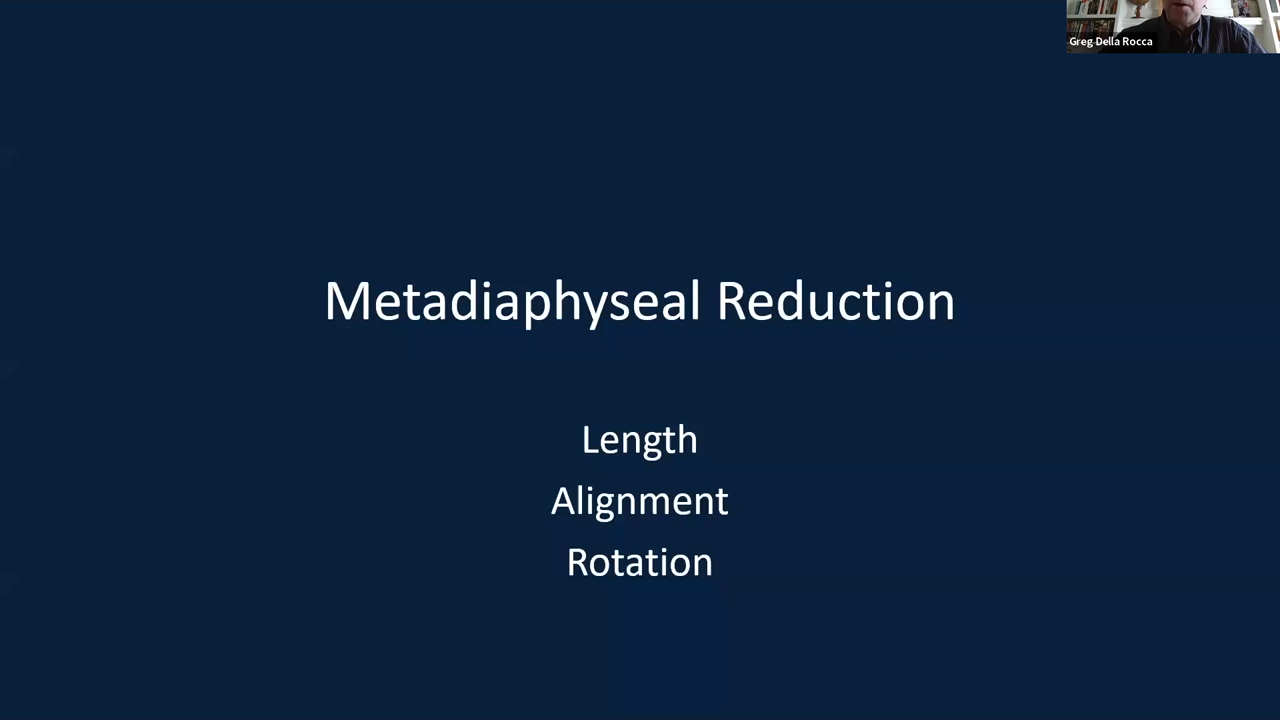 Greg Della Rocca
Metadiaphyseal Reduction
Length
Alignment
Rotation